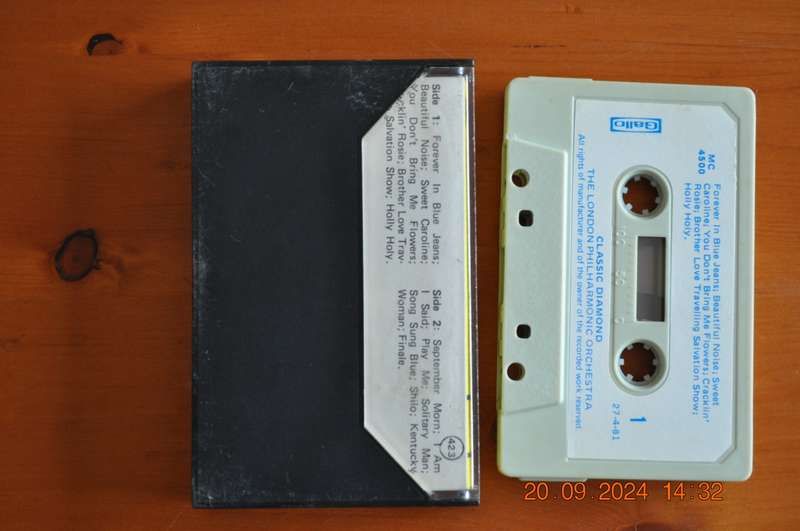 Side 1: Forever In Blue Jeans;
Beautiful Noise; Sweet Caroline;
You Don't Bring Me Flowers;
Rosie; Brother Love Trav-
Salvation Show; Holly Holy.
Side 2: September Morn; I Am
I Said; Play Me; Solitary Man;
Song Sung Blue; Shilo; Kentucky
Woman; Finale.
423
Gallo
MC
4500
Forever In Blue Jeans; Beautiful Noise; Sweet
Caroline; You Don't Bring Me Flowers; Cracklin'
Rosie; Brother Love Travelling Salvation Show;
Holly Holy.
1
27-4-81
100 50 0
CLASSIC DIAMOND
THE LONDON PHILHARMONIC ORCHESTRA
All rights of manufacturer and of the owner of the recorded work reserved.
20.09.2024 14:32